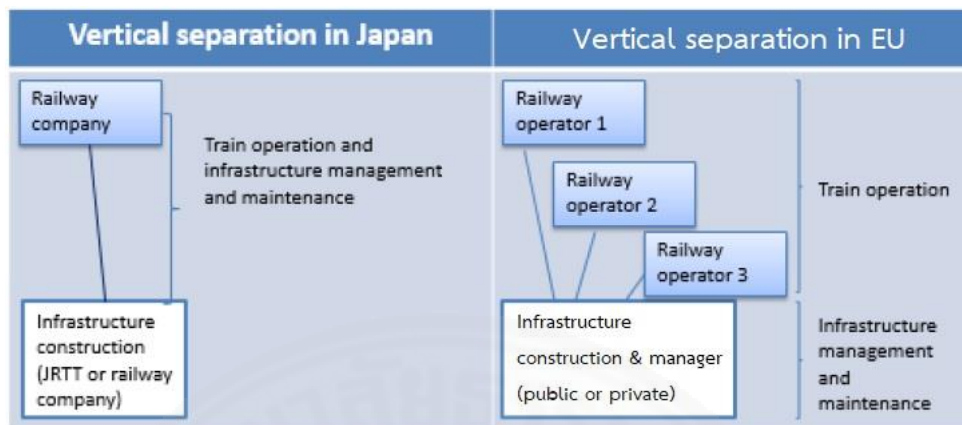 Vertical separation in Japan
Vertical separation in EU
Railway
company
Train operation and
infrastructure management
and maintenance
Infrastructure
construction
(JRTT or railway
company)
Railway
operator 1
Railway
operator 2
Railway
operator 3
Train operation
Infrastructure
construction & manager
(public or private)
Infrastructure
management
and
maintenance